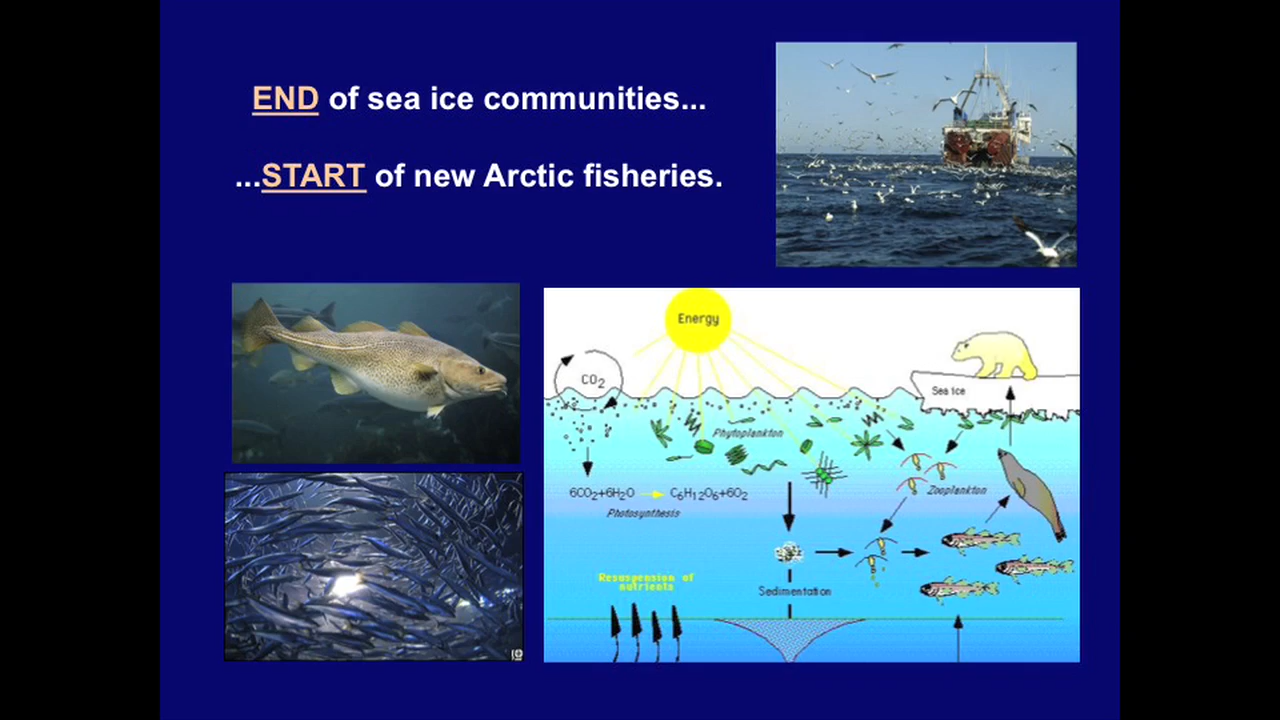 END of sea ice communities...
...START of new Arctic fisheries.
Energy
CO2
Sea ice
Phytoplankton
6CO2+6H2O → C6H12O6+6O2
Photosynthesis
Zooplankton
Resuspension of
nutrients
Sedimentation